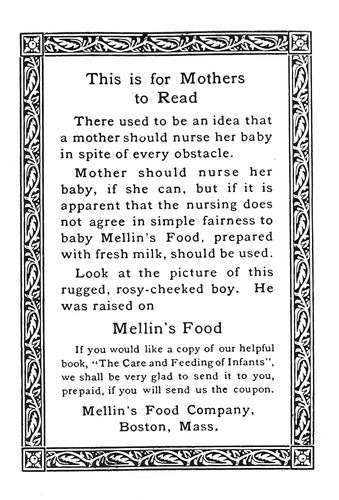 This is for Mothers
to Read
There used to be an idea that
a mother should nurse her baby
in spite of every obstacle.
Mother should nurse her
baby, if she can, but if it is
apparent that the nursing does
not agree in simple fairness to
baby Mellin's Food, prepared
with fresh milk, should be used.
Look at the picture of this
rugged, rosy-cheeked boy. He
was raised on
Mellin's Food
If you would like a copy of our helpful
book, "The Care and Feeding of Infants",
we shall be very glad to send it to you,
prepaid, if you will send us the coupon.
Mellin's Food Company,
Boston, Mass.